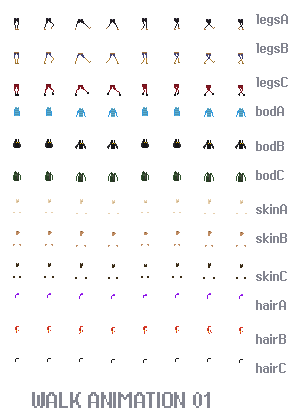 legsA
legsB
legsC
bodA
bodB
bodC
skinA
skinB
skinC
hairA
hairB
hairC
WALK ANIMATION 01